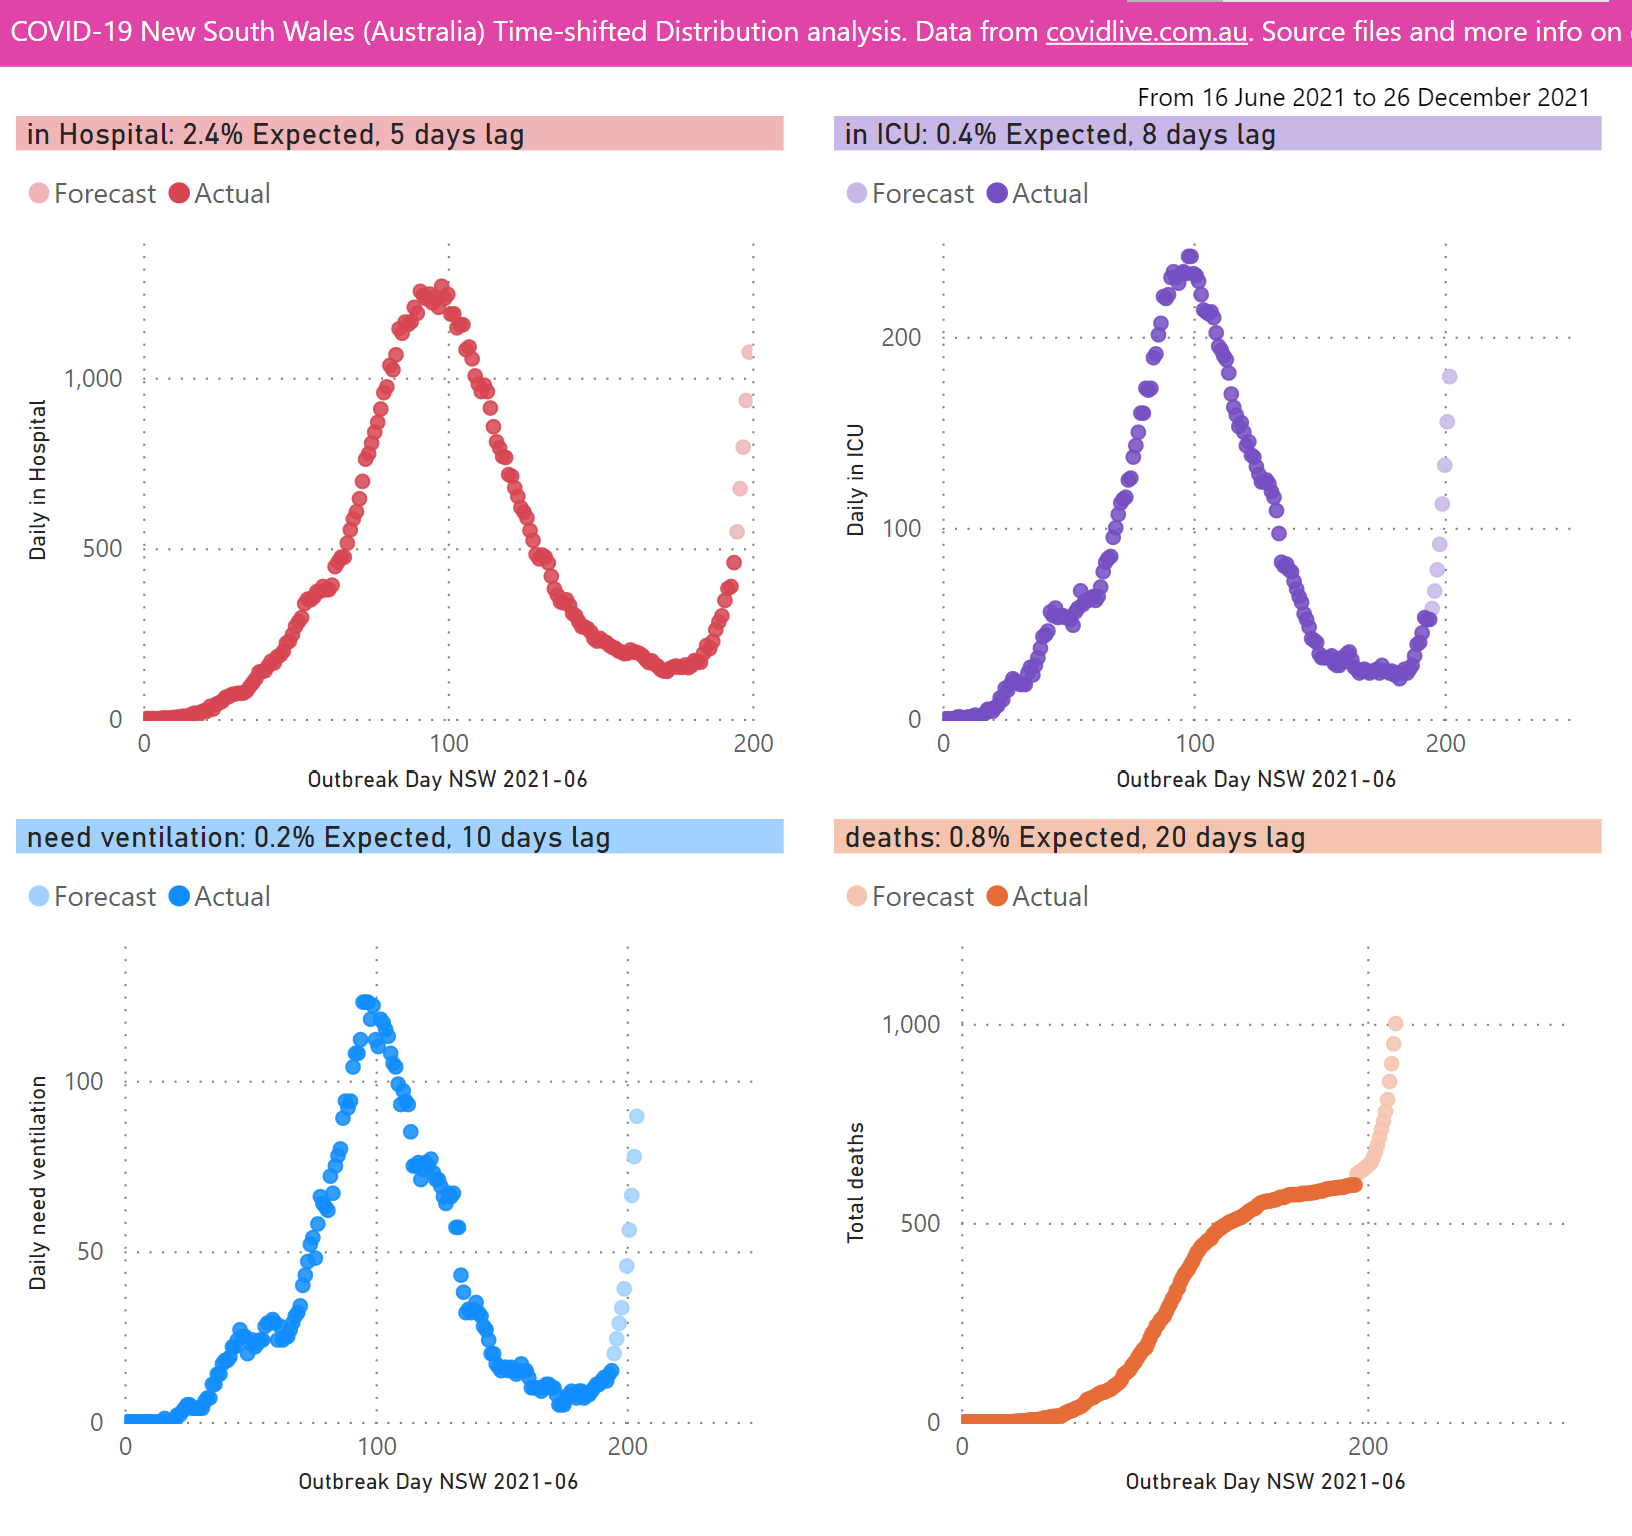 COVID-19 New South Wales (Australia) Time-shifted Distribution analysis. Data from covidlive.com.au. Source files and more info on
From 16 June 2021 to 26 December 2021
in Hospital: 2.4% Expected, 5 days lag
Forecast Actual
Daily in Hospital
1,000
500
0
0 100 200
Outbreak Day NSW 2021-06
in ICU: 0.4% Expected, 8 days lag
Forecast Actual
Daily in ICU
200
100
0
0 100 200
Outbreak Day NSW 2021-06
need ventilation: 0.2% Expected, 10 days lag
Forecast Actual
Daily need ventilation
100
50
0
0 100 200
Outbreak Day NSW 2021-06
deaths: 0.8% Expected, 20 days lag
Forecast Actual
Total deaths
1,000
500
0
0 200
Outbreak Day NSW 2021-06